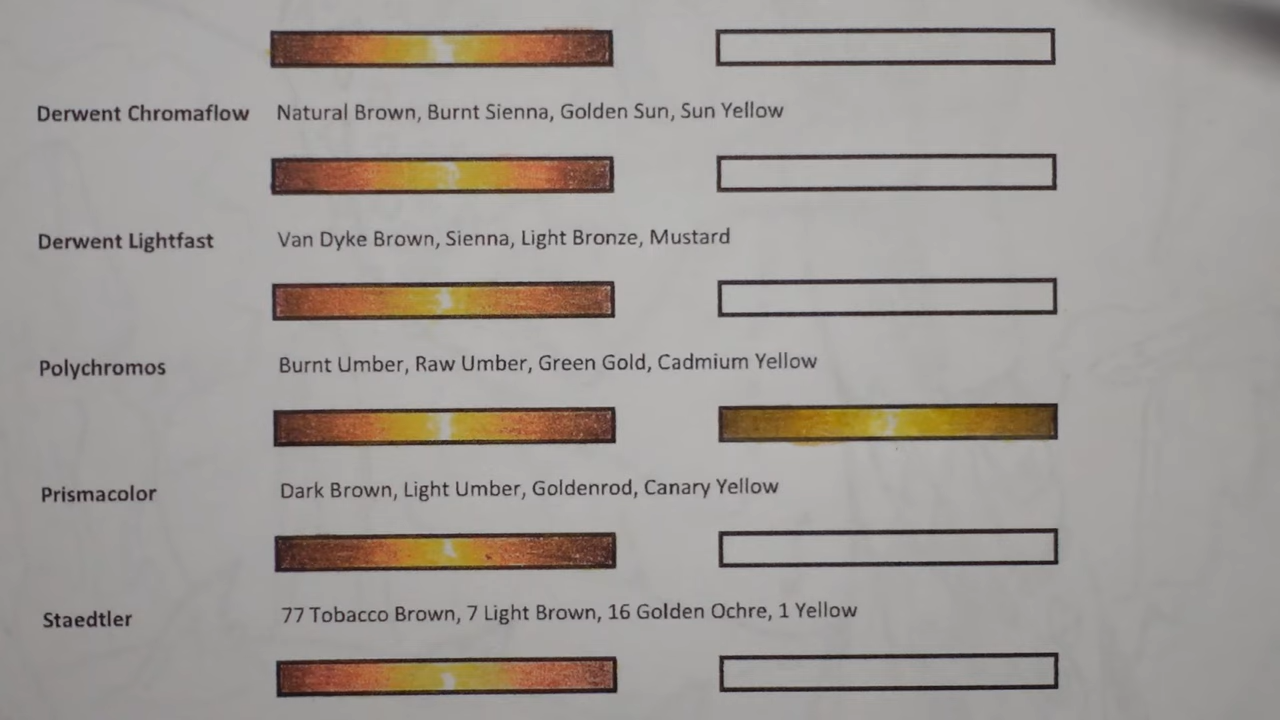 Derwent Chromaflow Natural Brown, Burnt Sienna, Golden Sun, Sun Yellow
Derwent Lightfast Van Dyke Brown, Sienna, Light Bronze, Mustard
Polychromos Burnt Umber, Raw Umber, Green Gold, Cadmium Yellow
Prismacolor Dark Brown, Light Umber, Goldenrod, Canary Yellow
Staedtler 77 Tobacco Brown, 7 Light Brown, 16 Golden Ochre, 1 Yellow